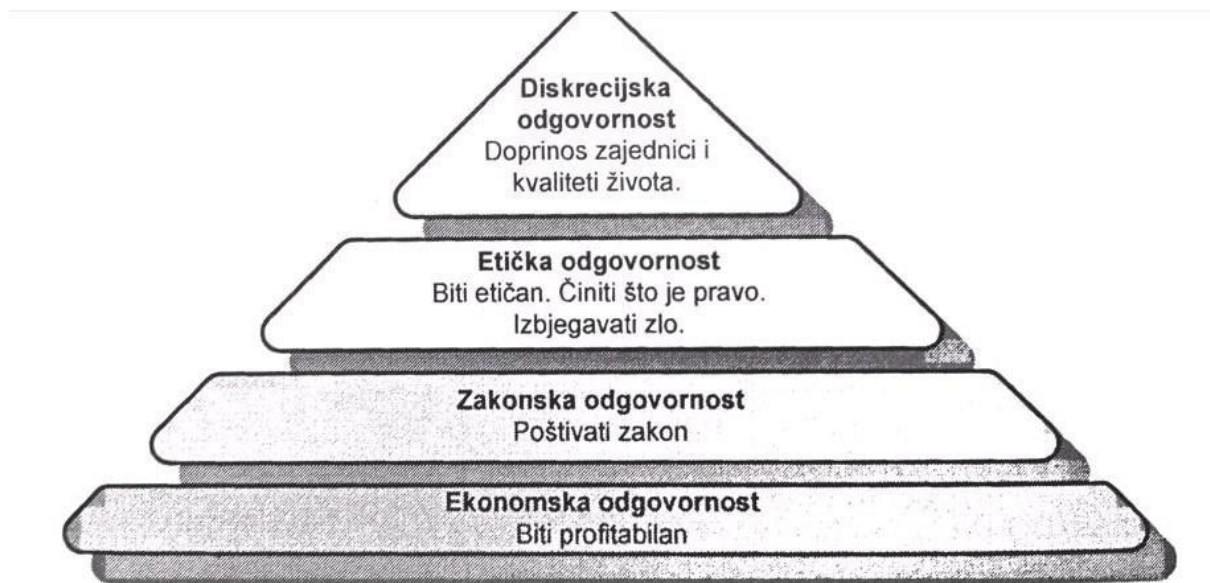 Diskrecijska
odgovornost
Doprinos zajednici i
kvaliteti života.
Etička odgovornost
Biti etičan. Činiti što je pravo.
Izbjegavati zlo.
Zakonska odgovornost
Poštivati zakon
Ekonomska odgovornost
Biti profitabilan